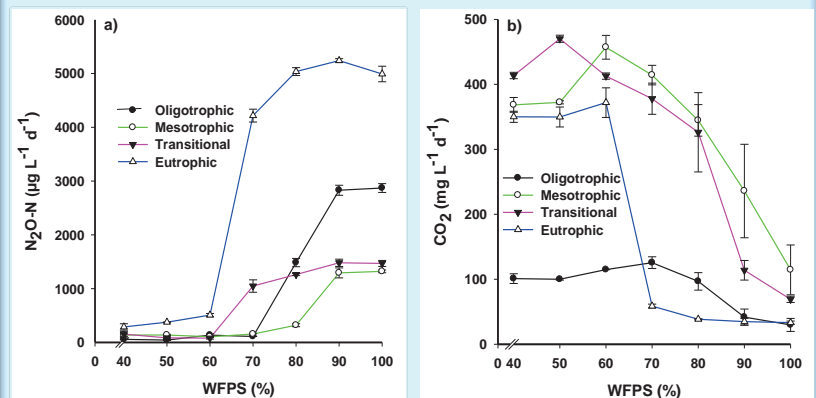 a)
6000
5000
4000
3000
2000
1000
0
N₂O-N (µg L⁻¹ d⁻¹)
Oligotrophic
Mesotrophic
Transitional
Eutrophic
0 40 50 60 70 80 90 100
WFPS (%)
b)
500
400
300
200
100
0
CO₂ (mg L⁻¹ d⁻¹)
Oligotrophic
Mesotrophic
Transitional
Eutrophic
0 40 50 60 70 80 90 100
WFPS (%)